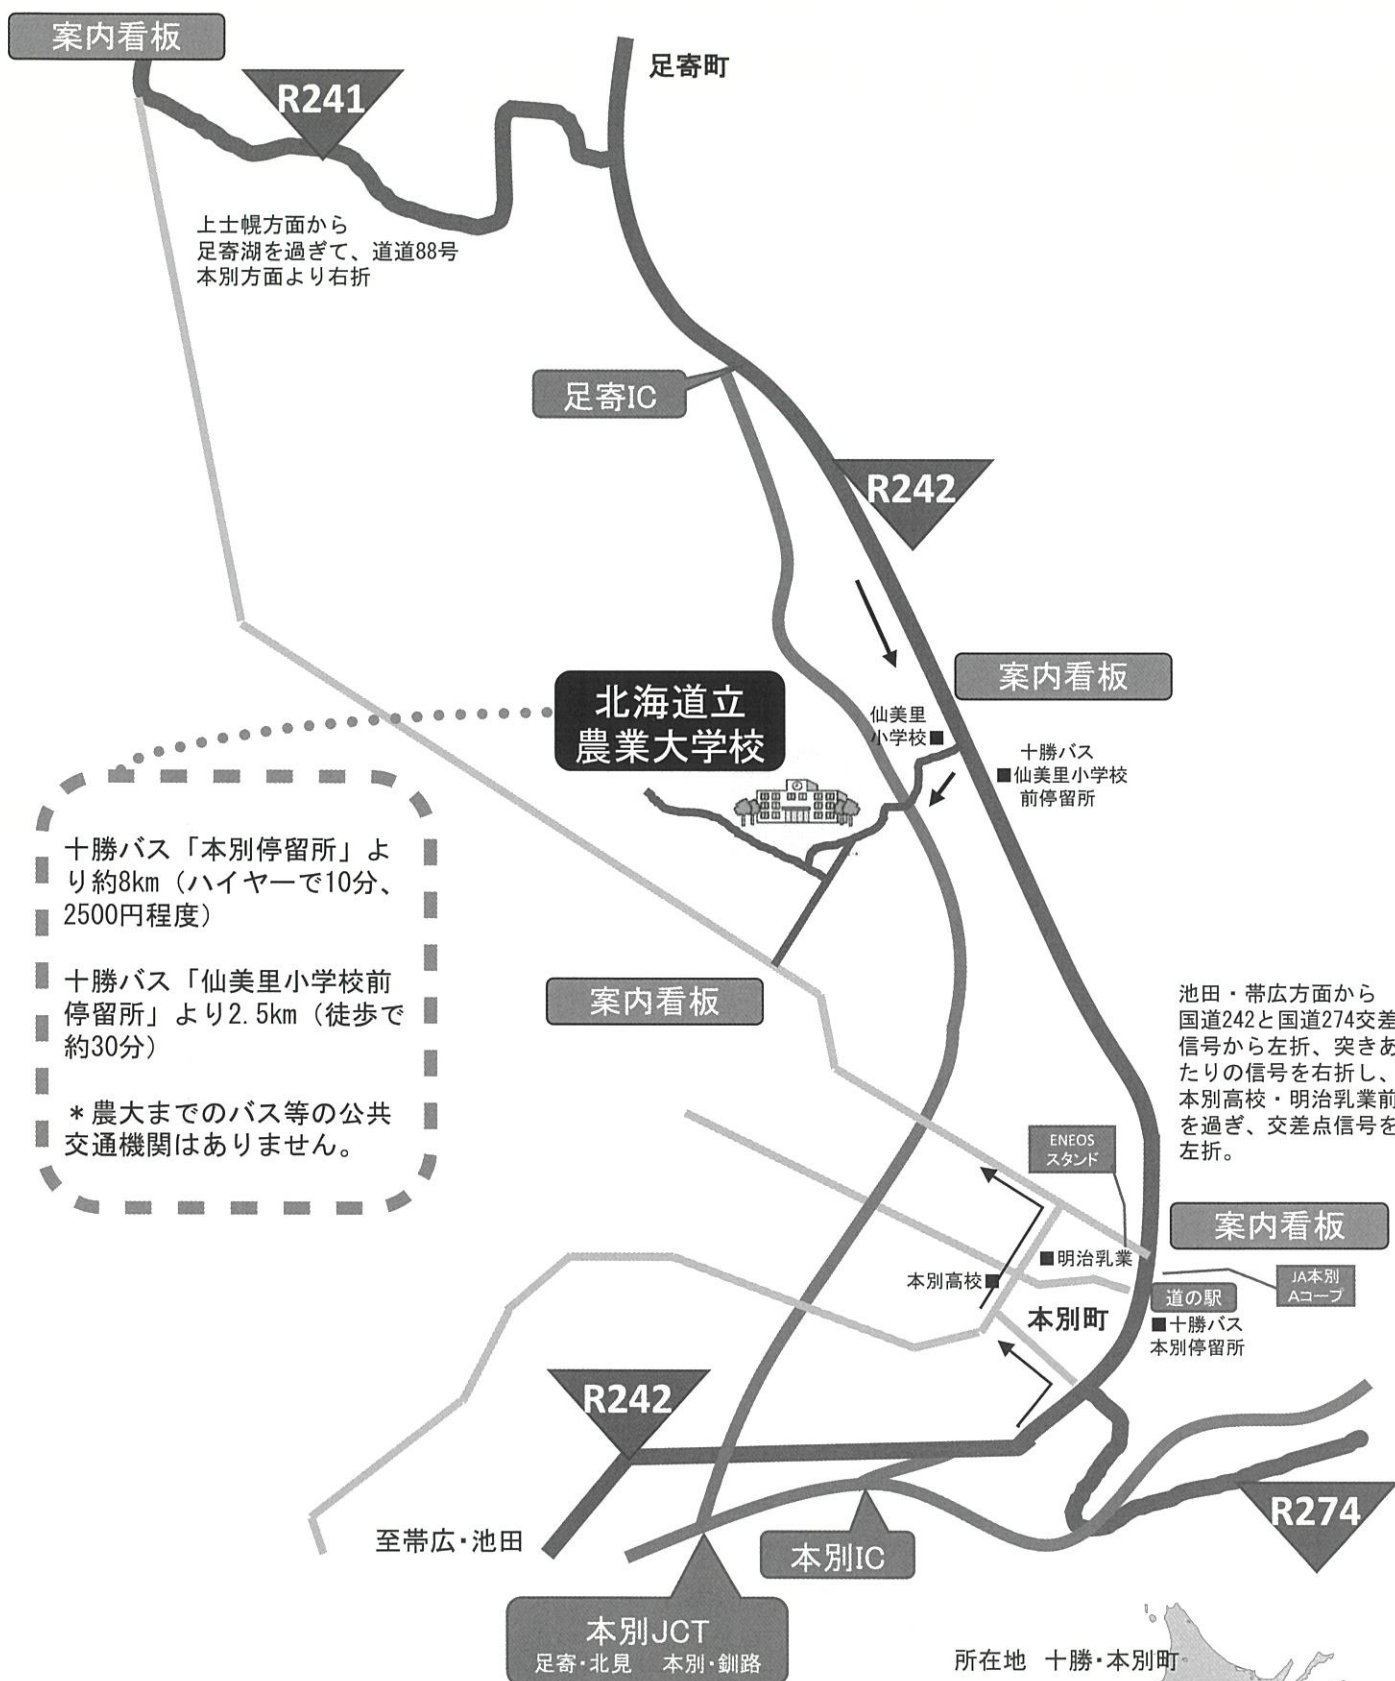 案内看板
足寄町
R241
上士幌方面から
足寄湖を過ぎて、道道88号
本別方面より右折
足寄IC
R242
案内看板
北海道立
農業大学校
仙美里
小学校■
十勝バス
■仙美里小学校
前停留所
十勝バス「本別停留所」よ
り約8km（ハイヤーで10分、
2500円程度）
十勝バス「仙美里小学校前
停留所」より2.5km（徒歩で
約30分）
＊農大までのバス等の公共
交通機関はありません。
案内看板
池田・帯広方面から
国道242と国道274交差
信号から左折、突きあ
たりの信号を右折し、
本別高校・明治乳業前
を過ぎ、交差点信号を
左折。
ENEOS
スタンド
案内看板
■明治乳業
本別高校■
JA本別
Aコープ
道の駅
本別町
■十勝バス
本別停留所
R242
R274
至帯広・池田
本別IC
本別JCT
足寄・北見　本別・釧路
所在地　十勝・本別町